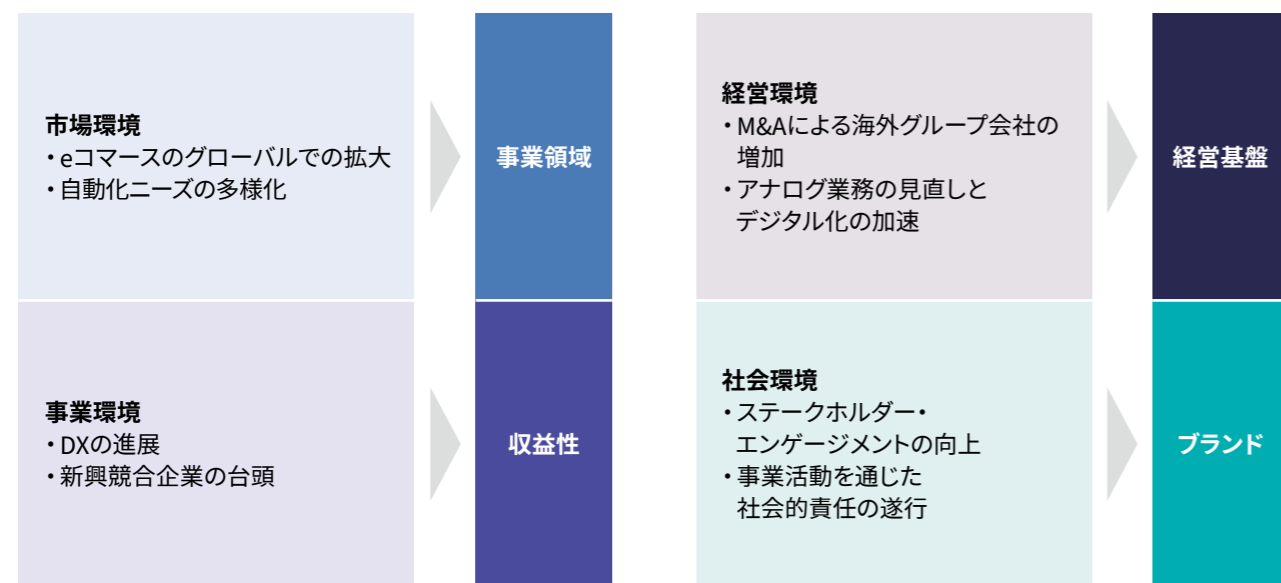 市場環境
・eコマースのグローバルでの拡大
・自動化ニーズの多様化
事業領域
経営環境
・M&Aによる海外グループ会社の
増加
・アナログ業務の見直しと
デジタル化の加速
経営基盤
事業環境
・DXの進展
・新興競合企業の台頭
収益性
社会環境
・ステークホルダー・
エンゲージメントの向上
・事業活動を通じた
社会的責任の遂行
ブランド